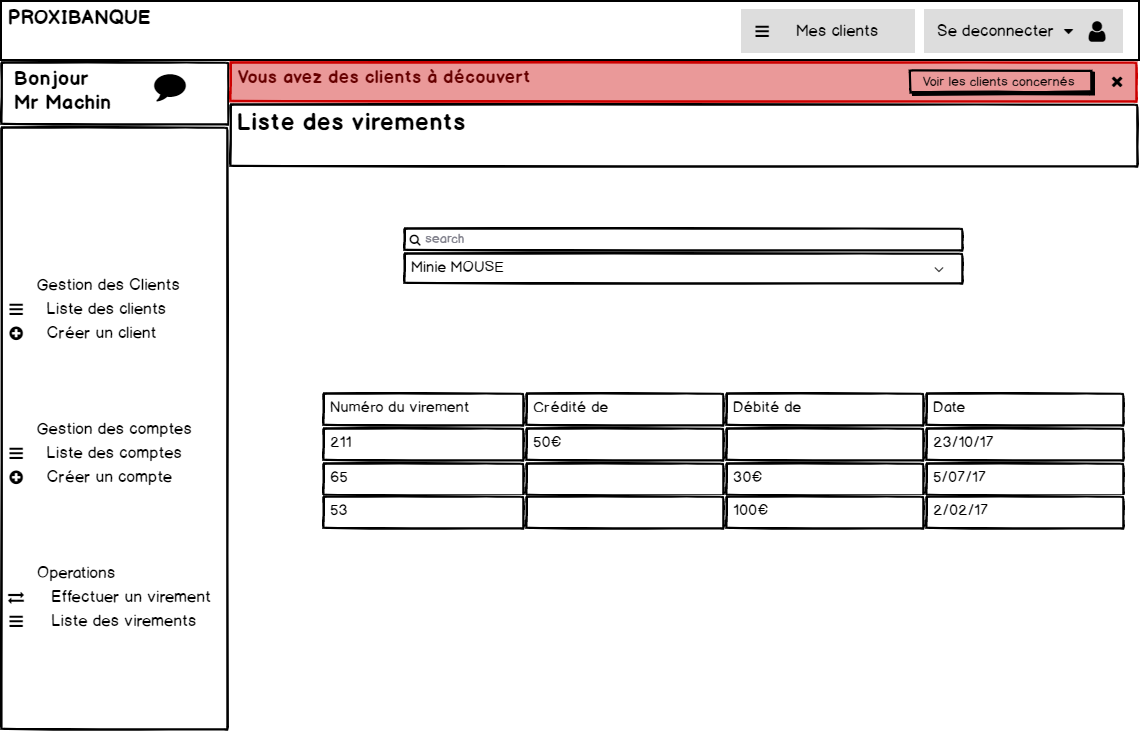 PROXIBANQUE
Mes clients
Se deconnecter
Bonjour
Mr Machin
Vous avez des clients à découvert
Voir les clients concernés
Liste des virements
search
Minie MOUSE
Gestion des Clients
Liste des clients
Créer un client
Gestion des comptes
Liste des comptes
Créer un compte
Operations
Effectuer un virement
Liste des virements
Numéro du virement Crédité de Débité de Date
211 50€ 23/10/17
65 30€ 5/07/17
53 100€ 2/02/17